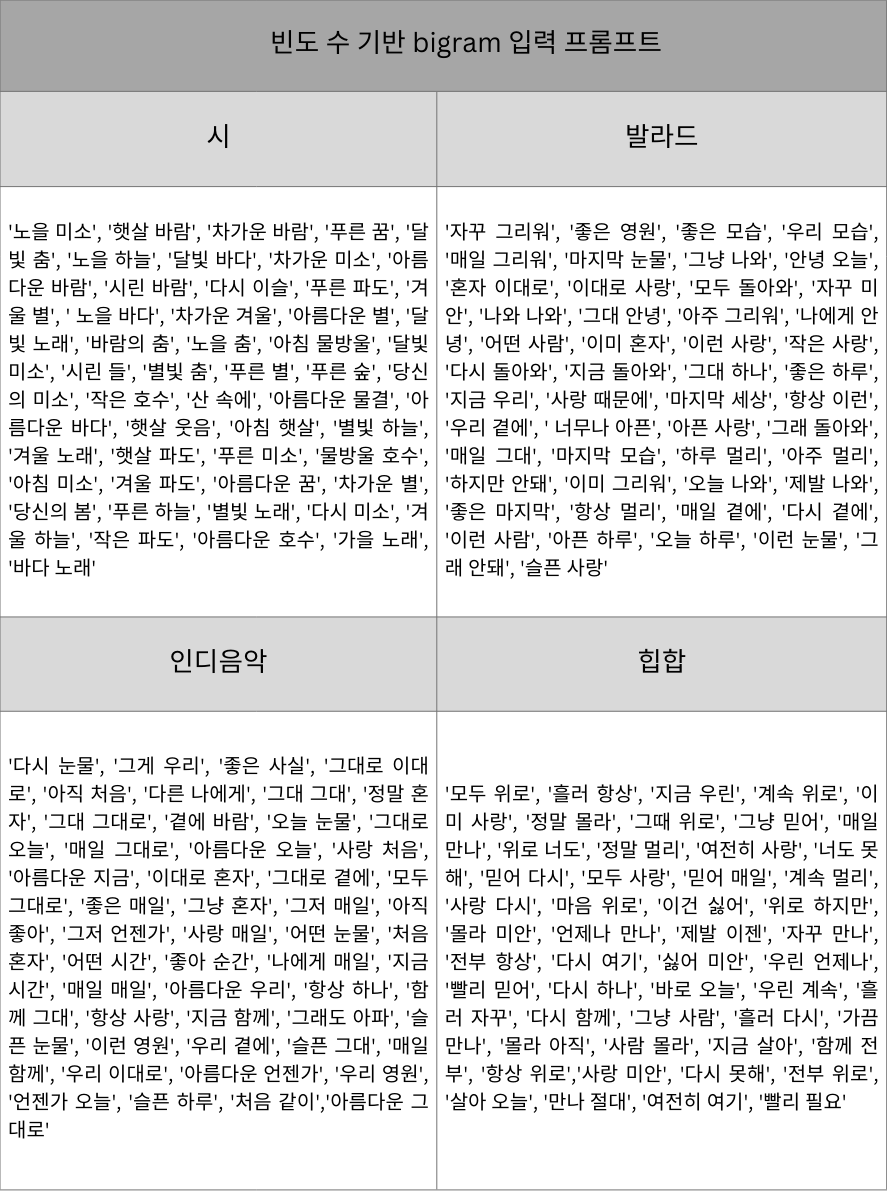 빈도 수 기반 bigram 입력 프롬프트
시
'노을 미소', '햇살 바람', '차가운 바람', '푸른 꿈', '달
빛 춤', '노을 하늘', '달빛 바다', '차가운 미소', '아름
다운 바람', '시린 바람', '다시 이슬', '푸른 파도', '겨
울 별', ' 노을 바다', '차가운 겨울', '아름다운 별', '달
빛 노래', '바람의 춤', '노을 춤', '아침 물방울', '달빛
미소', '시린 들', '별빛 춤', '푸른 별', '푸른 숲', '당신
의 미소', '작은 호수', '산 속에', '아름다운 물결', '아
름다운 바다', '햇살 웃음', '아침 햇살', '별빛 하늘',
'겨울 노래', '햇살 파도', '푸른 미소', '물방울 호수',
'아침 미소', '겨울 파도', '아름다운 꿈', '차가운 별',
'당신의 봄', '푸른 하늘', '별빛 노래', '다시 미소', '겨
울 하늘', '작은 파도', '아름다운 호수', '가을 노래',
'바다 노래'
발라드
'자꾸 그리워', '좋은 영원', '좋은 모습', '우리 모습',
'매일 그리워', '마지막 눈물', '그냥 나와', '안녕 오늘',
'혼자 이대로', '이대로 사랑', '모두 돌아와', '자꾸 미
안', '나와 나와', '그대 안녕', '아주 그리워', '나에게 안
녕', '어떤 사람', '이미 혼자', '이런 사랑', '작은 사랑',
'다시 돌아와', '지금 돌아와', '그대 하나', '좋은 하루',
'지금 우리', '사랑 때문에', '마지막 세상', '항상 이런',
'우리 곁에', ' 너무나 아픈', '아픈 사랑', '그래 돌아와',
'매일 그대', '마지막 모습', '하루 멀리', '아주 멀리',
'하지만 안돼', '이미 그리워', '오늘 나와', '제발 나와',
'좋은 마지막', '항상 멀리', '매일 곁에', '다시 곁에',
'이런 사람', '아픈 하루', '오늘 하루', '이런 눈물', '그
래 안돼', '슬픈 사랑'
인디음악
'다시 눈물', '그게 우리', '좋은 사실', '그대로 이대
로', '아직 처음', '다른 나에게', '그대 그대', '정말 혼
자', '그대 그대로', '곁에 바람', '오늘 눈물', '그대로
오늘', '매일 그대로', '아름다운 오늘', '사랑 처음',
'아름다운 지금', '이대로 혼자', '그대로 곁에', '모두
그대로', '좋은 매일', '그냥 혼자', '그저 매일', '아직
좋아', '그저 언젠가', '사랑 매일', '어떤 눈물', '처음
혼자', '어떤 시간', '좋아 순간', '나에게 매일', '지금
시간', '매일 매일', '아름다운 우리', '항상 하나', '함
께 그대', '항상 사랑', '지금 함께', '그래도 아파', '슬
픈 눈물', '이런 영원', '우리 곁에', '슬픈 그대', '매일
함께', '우리 이대로', '아름다운 언젠가', '우리 영원',
'언젠가 오늘', '슬픈 하루', '처음 같이','아름다운 그
대로'
힙합
'모두 위로', '흘러 항상', '지금 우린', '계속 위로', '이
미 사랑', '정말 몰라', '그때 위로', '그냥 믿어', '매일
만나', '위로 너도', '정말 멀리', '여전히 사랑', '너도 못
해', '믿어 다시', '모두 사랑', '믿어 매일', '계속 멀리',
'사랑 다시', '마음 위로', '이건 싫어', '위로 하지만',
'몰라 미안', '언제나 만나', '제발 이젠', '자꾸 만나',
'전부 항상', '다시 여기', '싫어 미안', '우린 언제나',
'빨리 믿어', '다시 하나', '바로 오늘', '우린 계속', '흘
러 자꾸', '다시 함께', '그냥 사람', '흘러 다시', '가끔
만나', '몰라 아직', '사람 몰라', '지금 살아', '함께 전
부', '항상 위로','사랑 미안', '다시 못해', '전부 위로',
'살아 오늘', '만나 절대', '여전히 여기', '빨리 필요'